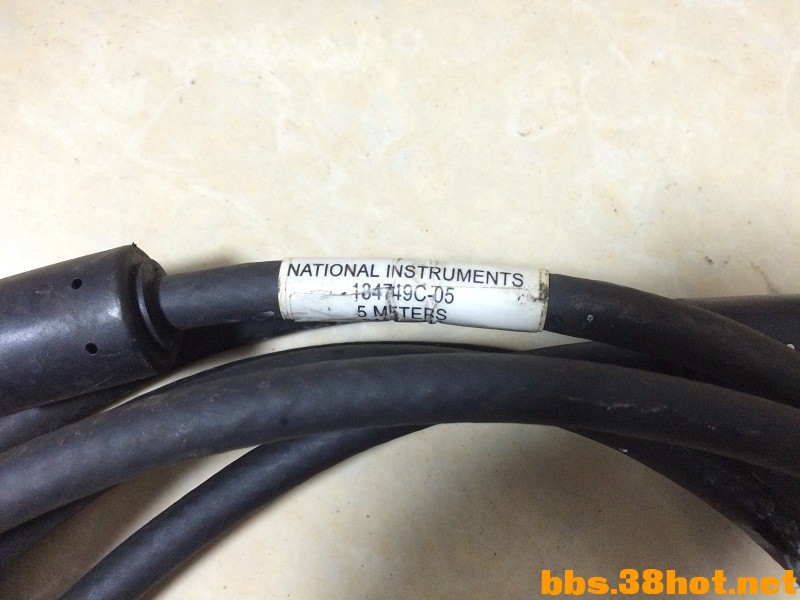 NATIONAL INSTRUMENTS
184749C-05
5 METERS
bbs.38hot.net